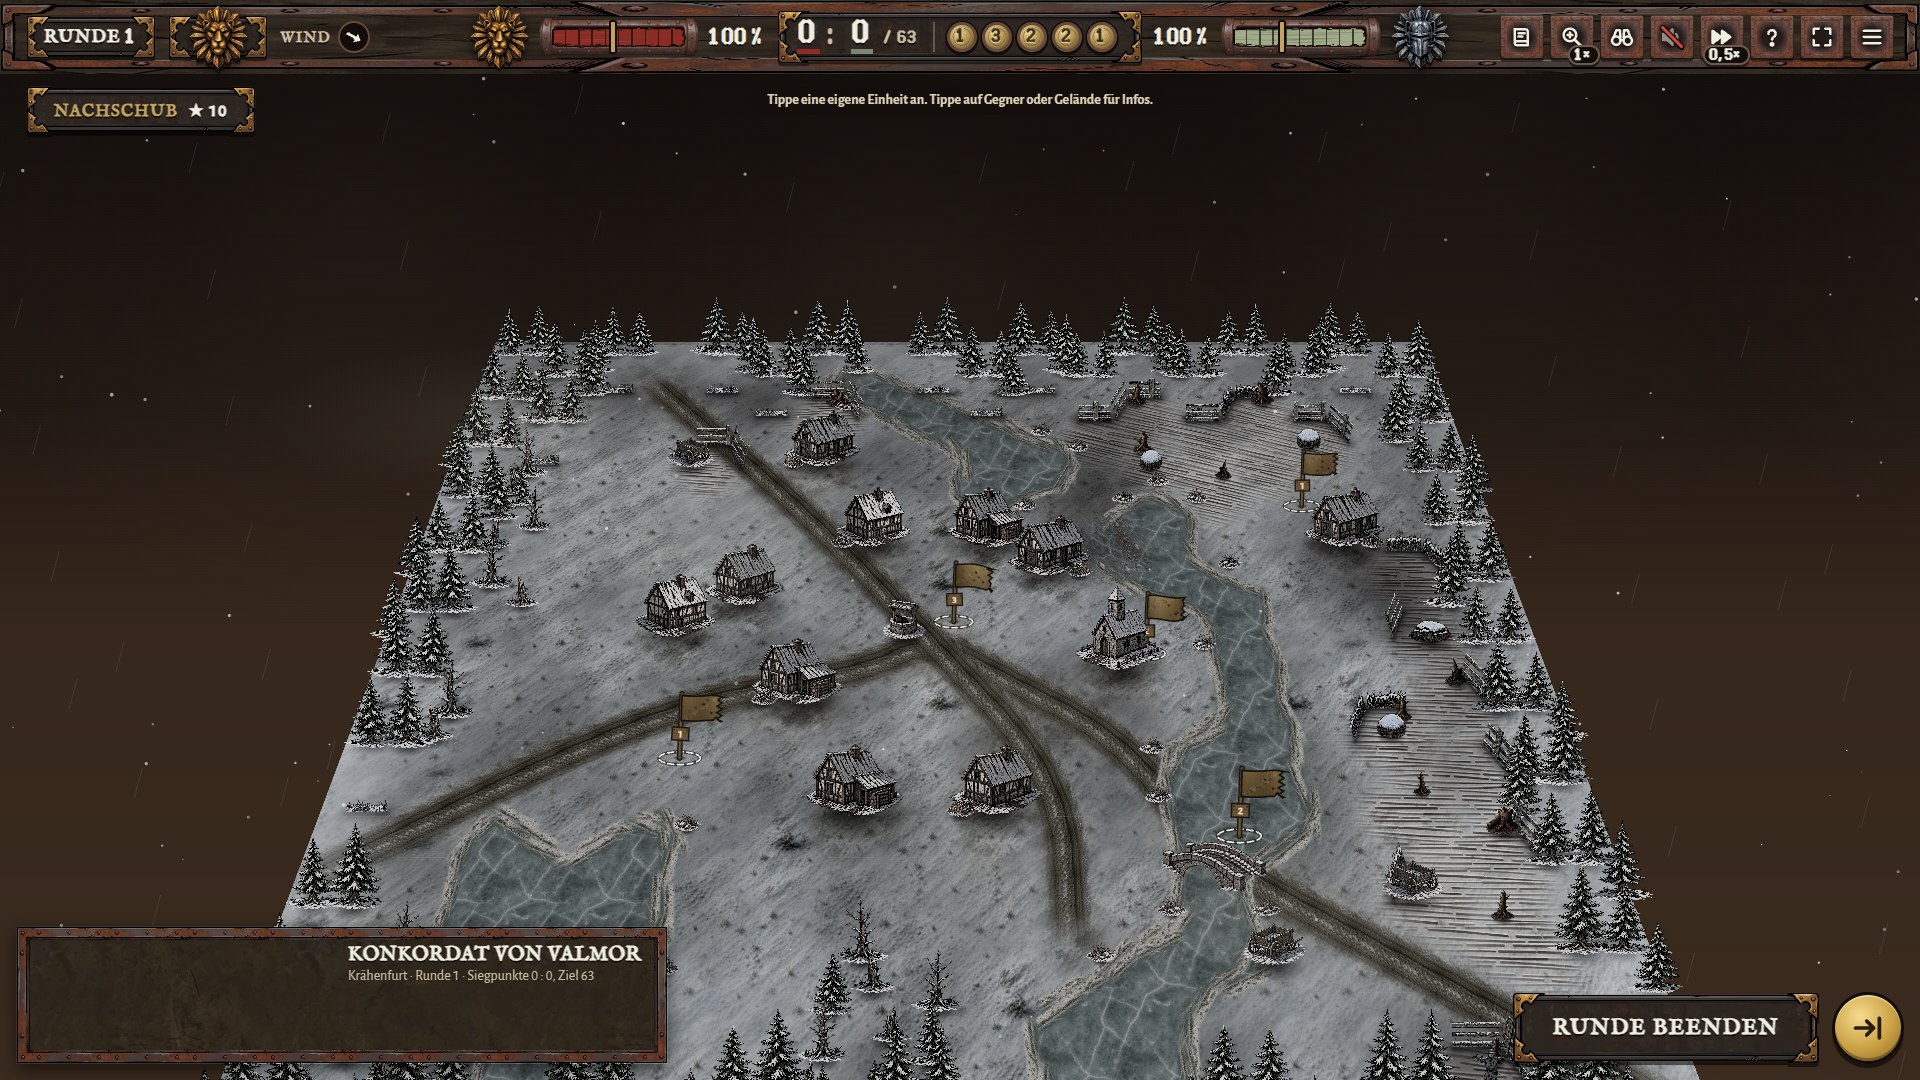 RUNDE 1
WIND
100%
0 : 0 / 63
1 3 2 2 1
100%
1×
0,5×
?
NACHSCHUB ★ 10
Tippe eine eigene Einheit an. Tippe auf Gegner oder Gelände für Infos.
1
3
1
2
KONKORDAT VON VALMOR
Krähenfurt · Runde 1 · Siegpunkte 0 : 0, Ziel 63
RUNDE BEENDEN